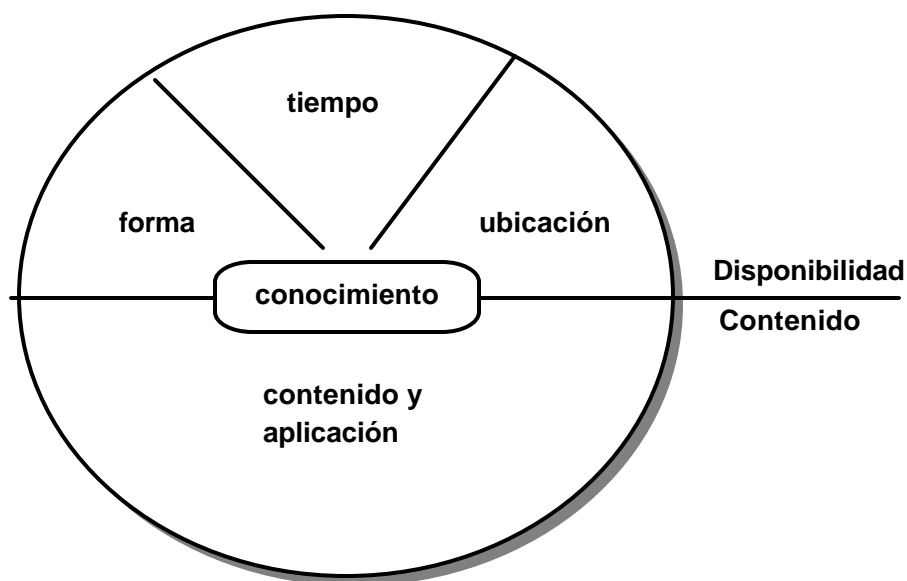 tiempo
forma
ubicación
conocimiento
Disponibilidad
Contenido
contenido y
aplicación